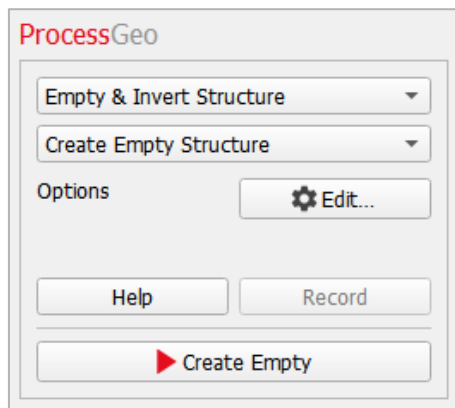 ProcessGeo
Empty & Invert Structure
Create Empty Structure
Options
Edit...
Help
Record
Create Empty